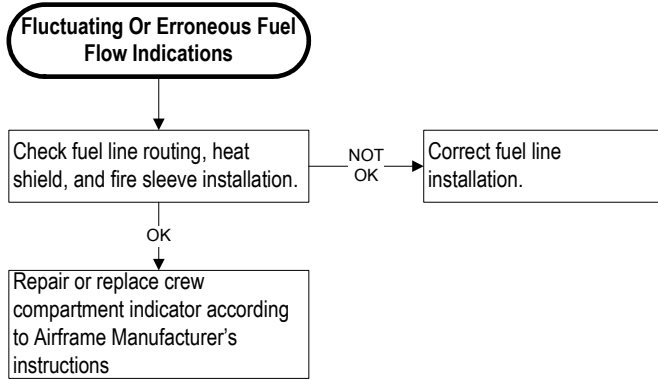 Fluctuating Or Erroneous Fuel
Flow Indications
Check fuel line routing, heat
shield, and fire sleeve installation.
NOT
OK
Correct fuel line
installation.
OK
Repair or replace crew
compartment indicator according
to Airframe Manufacturer's
instructions